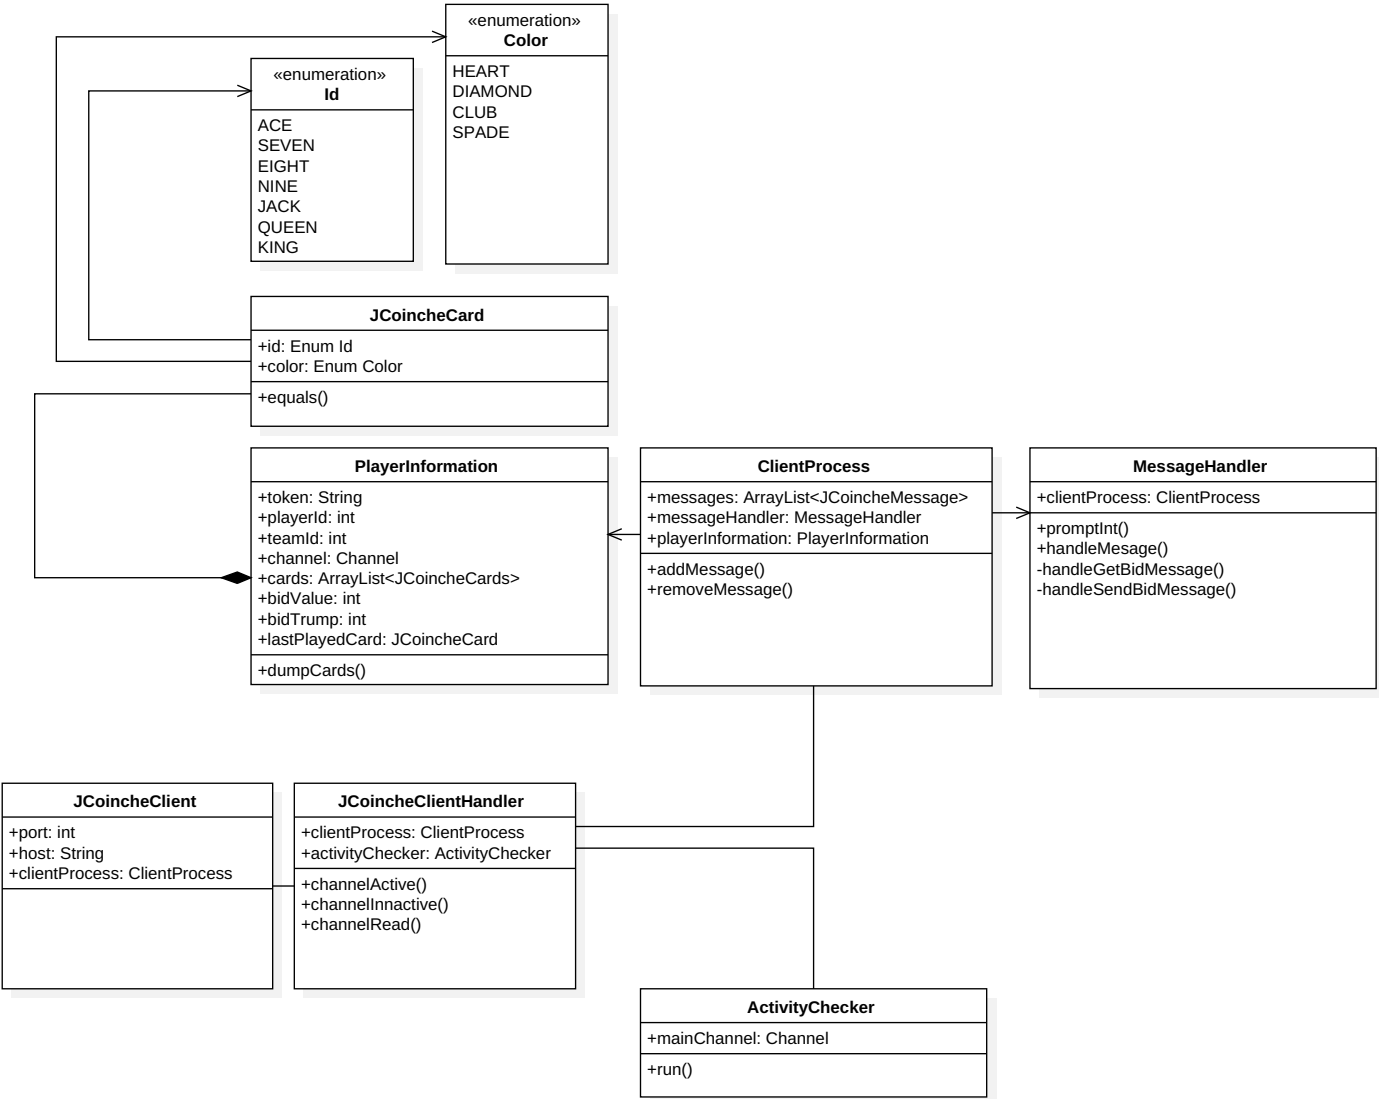 «enumeration»
Color
HEART
DIAMOND
CLUB
SPADE
«enumeration»
Id
ACE
SEVEN
EIGHT
NINE
JACK
QUEEN
KING
JCoincheCard
+id: Enum Id
+color: Enum Color
+equals()
PlayerInformation
+token: String
+playerId: int
+teamId: int
+channel: Channel
+cards: ArrayList<JCoincheCards>
+bidValue: int
+bidTrump: int
+lastPlayedCard: JCoincheCard
+dumpCards()
ClientProcess
+messages: ArrayList<JCoincheMessage>
+messageHandler: MessageHandler
+playerInformation: PlayerInformation
+addMessage()
+removeMessage()
MessageHandler
+clientProcess: ClientProcess
+promptInt()
+handleMesage()
-handleGetBidMessage()
-handleSendBidMessage()
JCoincheClient
+port: int
+host: String
+clientProcess: ClientProcess
JCoincheClientHandler
+clientProcess: ClientProcess
+activityChecker: ActivityChecker
+channelActive()
+channelInnactive()
+channelRead()
ActivityChecker
+mainChannel: Channel
+run()